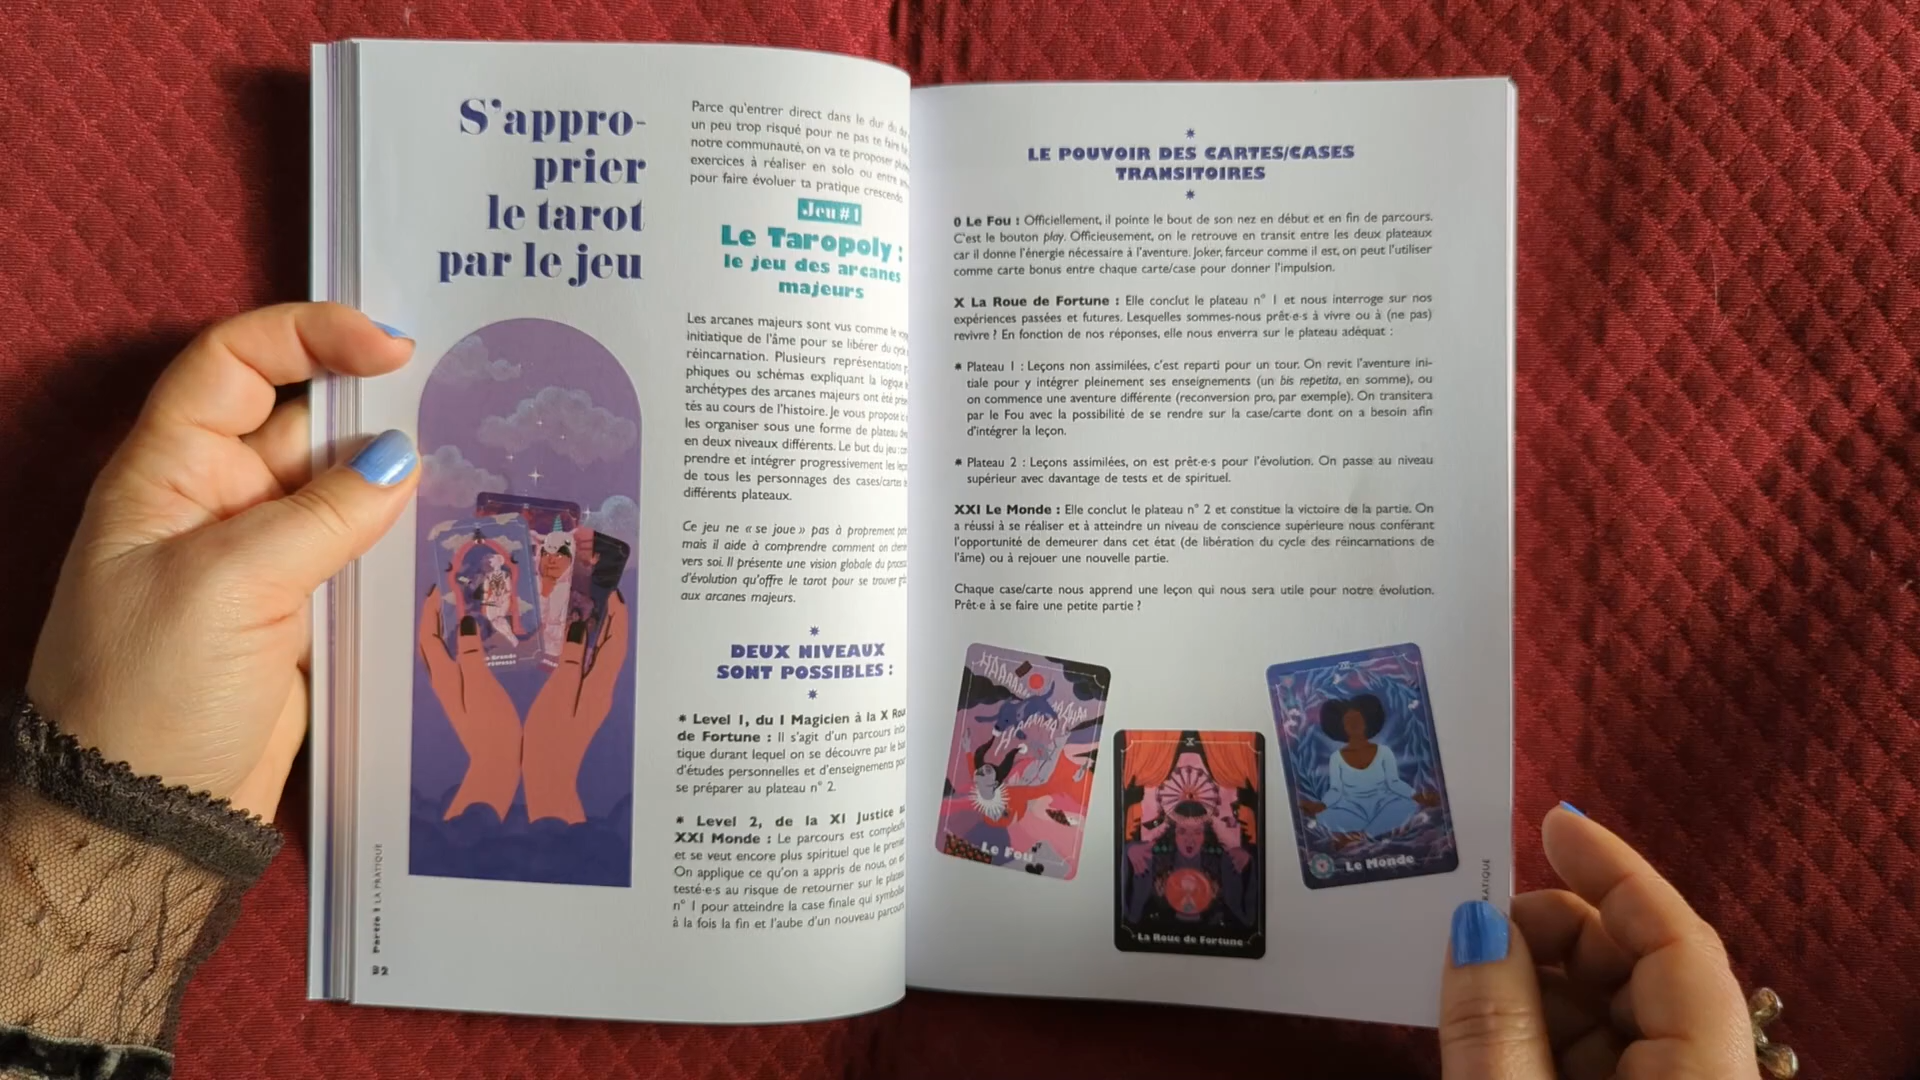 S'appro-
prier
le tarot
par le jeu
Partie 2 LA PRATIQUE
Parce qu'entrer direct dans le dur du
un peu trop risqué pour ne pas te faire
notre communauté, on va te proposer
exercices à réaliser en solo ou entre
pour faire évoluer ta pratique crescendo
Jeu #1
Le Taropoly :
le jeu des arcanes
majeurs
Les arcanes majeurs sont vus comme le
initiatique de l'âme pour se libérer du
réincarnation. Plusieurs représentations
phiques ou schémas expliquant la logique
archétypes des arcanes majeurs ont été
tés au cours de l'histoire. Je vous propose
les organiser sous une forme de plateau
en deux niveaux différents. Le but du jeu :
prendre et intégrer progressivement les
de tous les personnages des cases/cartes
différents plateaux.
Ce jeu ne « se joue » pas à proprement
mais il aide à comprendre comment on
vers soi. Il présente une vision globale du
d'évolution qu'offre le tarot pour se trouver
aux arcanes majeurs.
DEUX NIVEAUX
SONT POSSIBLES :
* Level 1, du I Magicien à la X
de Fortune : Il s'agit d'un parcours
tique durant lequel on se découvre par le
d'études personnelles et d'enseignements
se préparer au plateau n° 2.
* Level 2, de la XI Justice
XXI Monde : Le parcours est
et se veut encore plus spirituel que le
On applique ce qu'on a appris de nous, on
testé·e·s au risque de retourner sur le
n° 1 pour atteindre la case finale qui
à la fois la fin et l'aube d'un nouveau
LE POUVOIR DES CARTES/CASES
TRANSITOIRES
0 Le Fou : Officiellement, il pointe le bout de son nez en début et en fin de parcours.
C'est le bouton play. Officieusement, on le retrouve en transit entre les deux plateaux
car il donne l'énergie nécessaire à l'aventure. Joker, farceur comme il est, on peut l'utiliser
comme carte bonus entre chaque carte/case pour donner l'impulsion.
X La Roue de Fortune : Elle conclut le plateau n° 1 et nous interroge sur nos
expériences passées et futures. Lesquelles sommes-nous prêt·e·s à vivre ou à (ne pas)
revivre ? En fonction de nos réponses, elle nous enverra sur le plateau adéquat :
* Plateau 1 : Leçons non assimilées, c'est reparti pour un tour. On revit l'aventure ini-
tiale pour y intégrer pleinement ses enseignements (un bis repetita, en somme), ou
on commence une aventure différente (reconversion pro, par exemple). On transitera
par le Fou avec la possibilité de se rendre sur la case/carte dont on a besoin afin
d'intégrer la leçon.
* Plateau 2 : Leçons assimilées, on est prêt·e·s pour l'évolution. On passe au niveau
supérieur avec davantage de tests et de spirituel.
XXI Le Monde : Elle conclut le plateau n° 2 et constitue la victoire de la partie. On
a réussi à se réaliser et à atteindre un niveau de conscience supérieure nous conférant
l'opportunité de demeurer dans cet état (de libération du cycle des réincarnations de
l'âme) ou à rejouer une nouvelle partie.
Chaque case/carte nous apprend une leçon qui nous sera utile pour notre évolution.
Prêt·e à se faire une petite partie ?
Le Fou
X
La Roue de Fortune
Le Monde